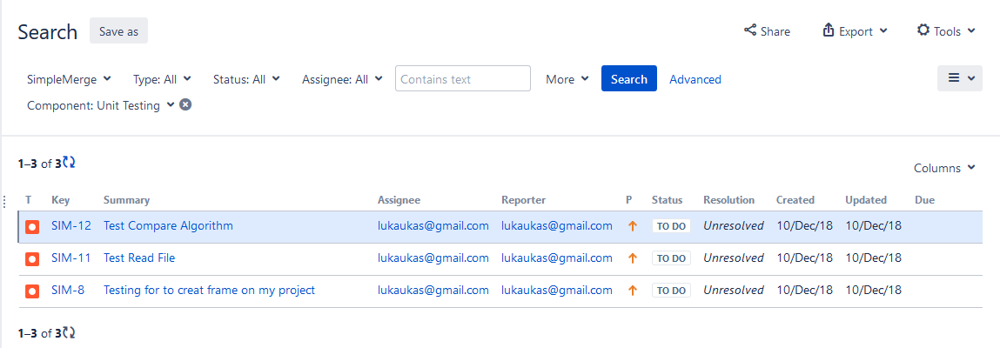 Search Save as Share Export Tools
SimpleMerge Type: All Status: All Assignee: All Contains text More Search Advanced
Component: Unit Testing
1–3 of 3
Columns
T Key Summary Assignee Reporter P Status Resolution Created Updated Due
SIM-12 Test Compare Algorithm lukaukas@gmail.com lukaukas@gmail.com TO DO Unresolved 10/Dec/18 10/Dec/18
SIM-11 Test Read File lukaukas@gmail.com lukaukas@gmail.com TO DO Unresolved 10/Dec/18 10/Dec/18
SIM-8 Testing for to creat frame on my project lukaukas@gmail.com lukaukas@gmail.com TO DO Unresolved 10/Dec/18 10/Dec/18
1–3 of 3